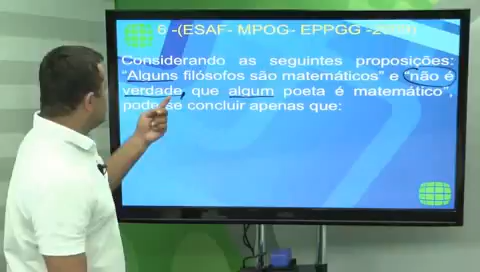 6 -(ESAF- MPOG- EPPGG
Considerando as seguintes proposições:
"Alguns filósofos são matemáticos" e "não é
verdade que algum poeta é matemático",
pode-se concluir apenas que: